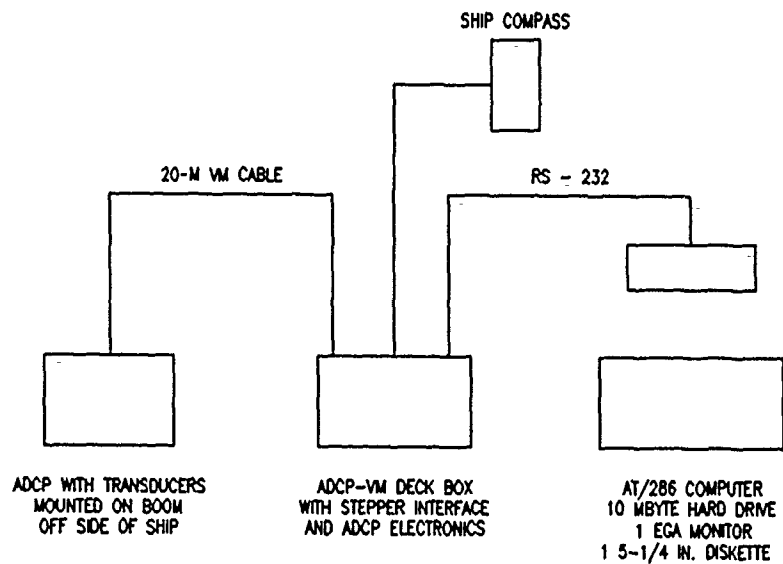 SHIP COMPASS
20-M VM CABLE
RS - 232
ADCP WITH TRANSDUCERS
MOUNTED ON BOOM
OFF SIDE OF SHIP
ADCP-VM DECK BOX
WITH STEPPER INTERFACE
AND ADCP ELECTRONICS
AT/286 COMPUTER
10 MBYTE HARD DRIVE
1 EGA MONITOR
1 5-1/4 IN. DISKETTE